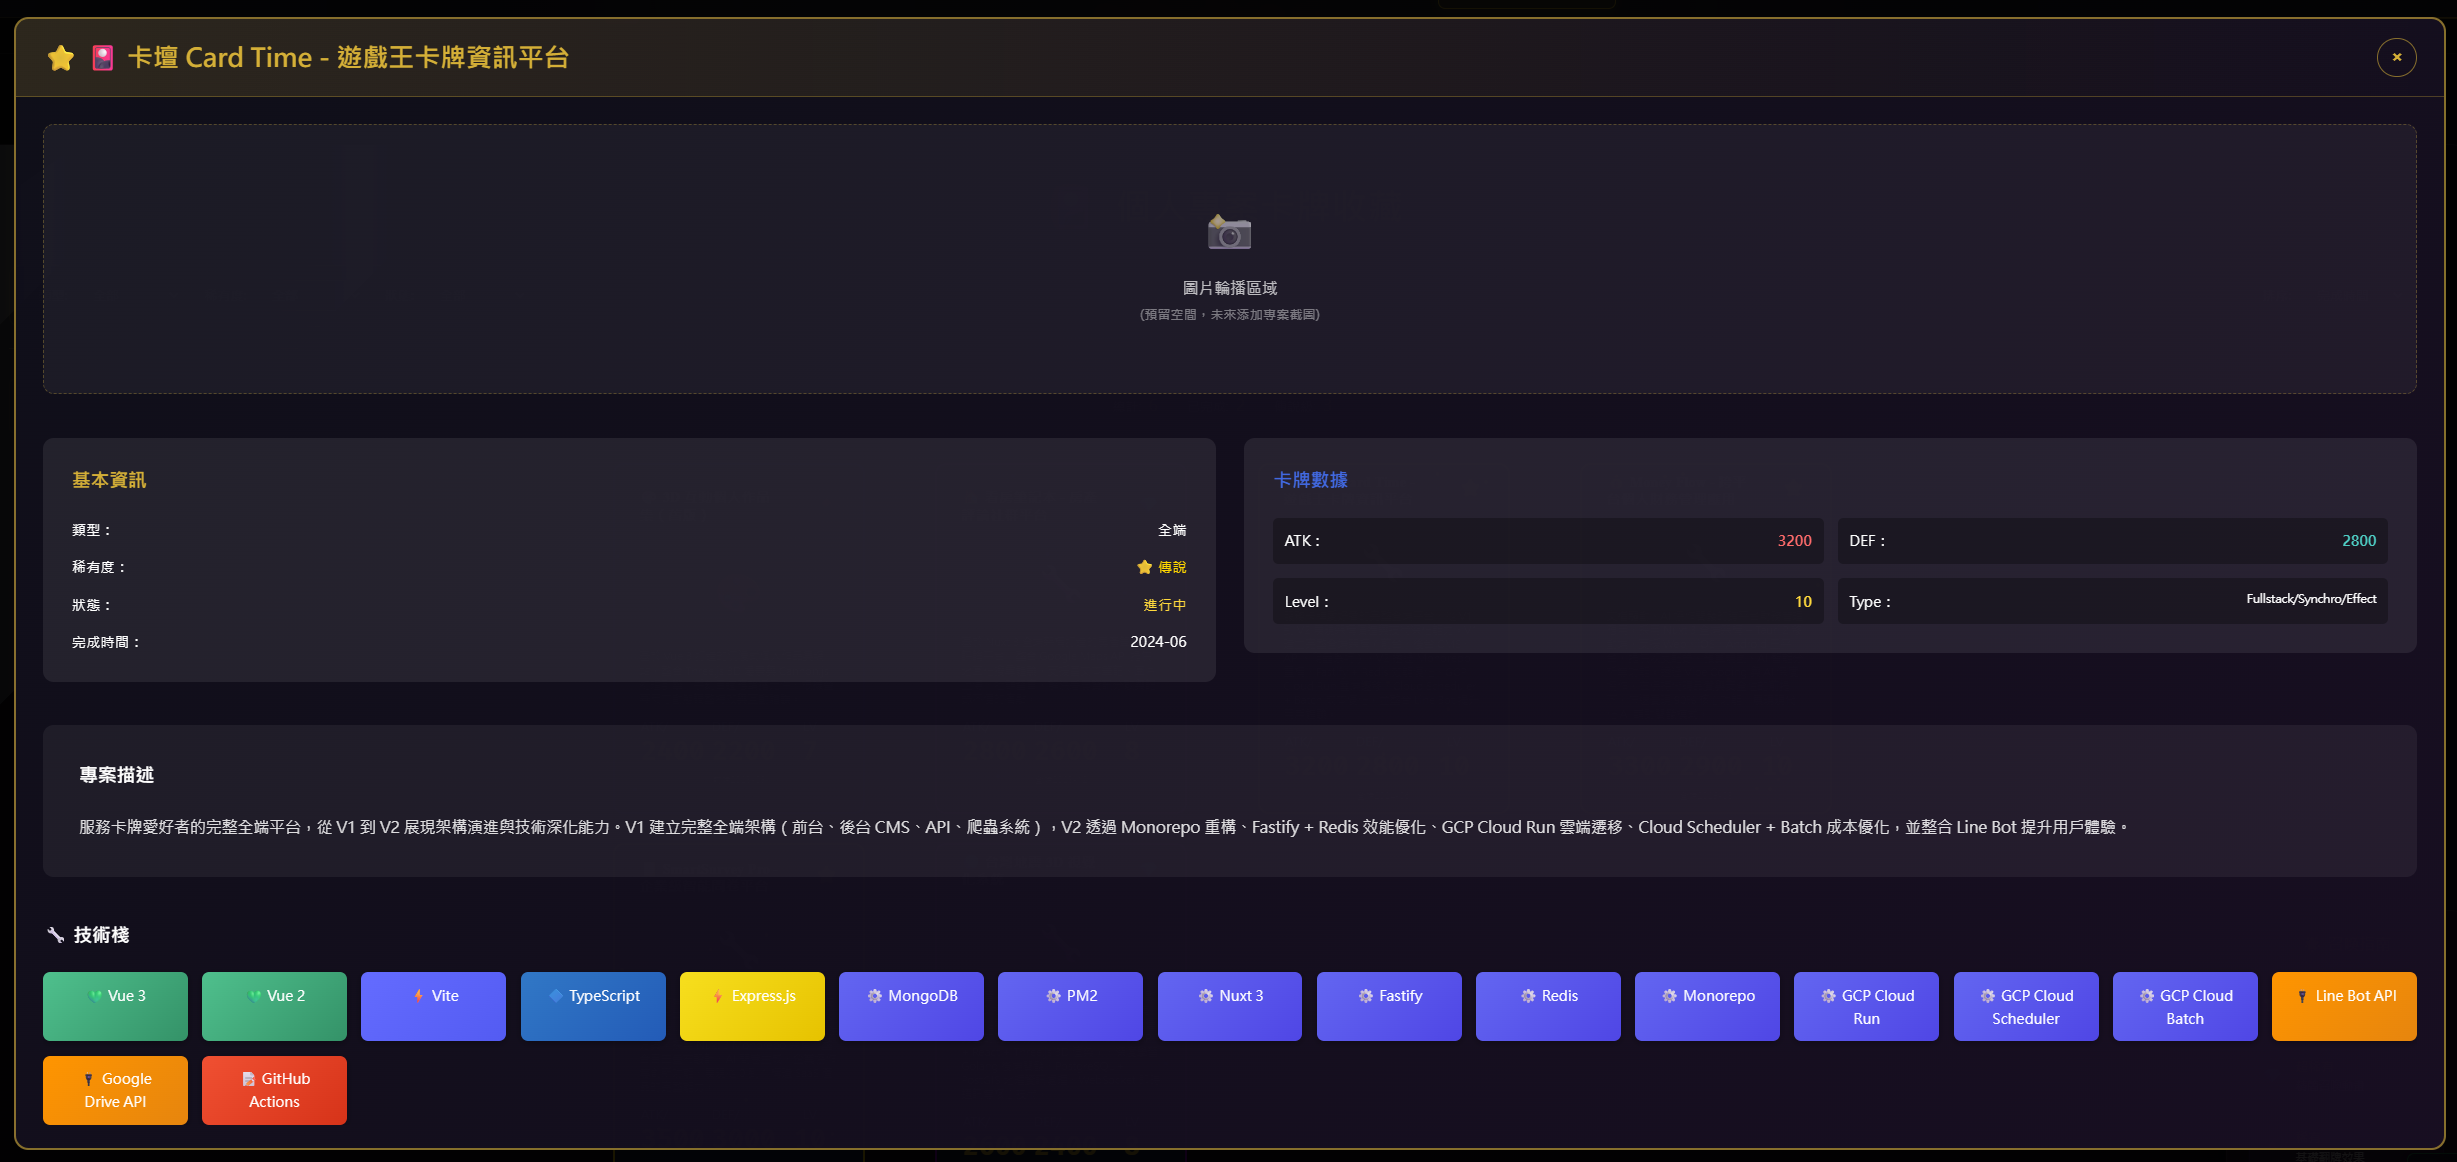 卡壇 Card Time - 遊戲王卡牌資訊平台
×
圖片輪播區域
(預留空間，未來添加專案截圖)
基本資訊
類型：
全端
稀有度：
傳說
狀態：
進行中
完成時間：
2024-06
卡牌數據
ATK：
3200
DEF：
2800
Level：
10
Type：
Fullstack/Synchro/Effect
專案描述
服務卡牌愛好者的完整全端平台，從 V1 到 V2 展現架構演進與技術深化能力。V1 建立完整全端架構（前台、後台 CMS、API、爬蟲系統），V2 透過 Monorepo 重構、Fastify + Redis 效能優化、GCP Cloud Run 雲端遷移、Cloud Scheduler + Batch 成本優化，並整合 Line Bot 提升用戶體驗。
技術棧
Vue 3
Vue 2
Vite
TypeScript
Express.js
MongoDB
PM2
Nuxt 3
Fastify
Redis
Monorepo
GCP Cloud
Run
GCP Cloud
Scheduler
GCP Cloud
Batch
Line Bot API
Google
Drive API
GitHub
Actions